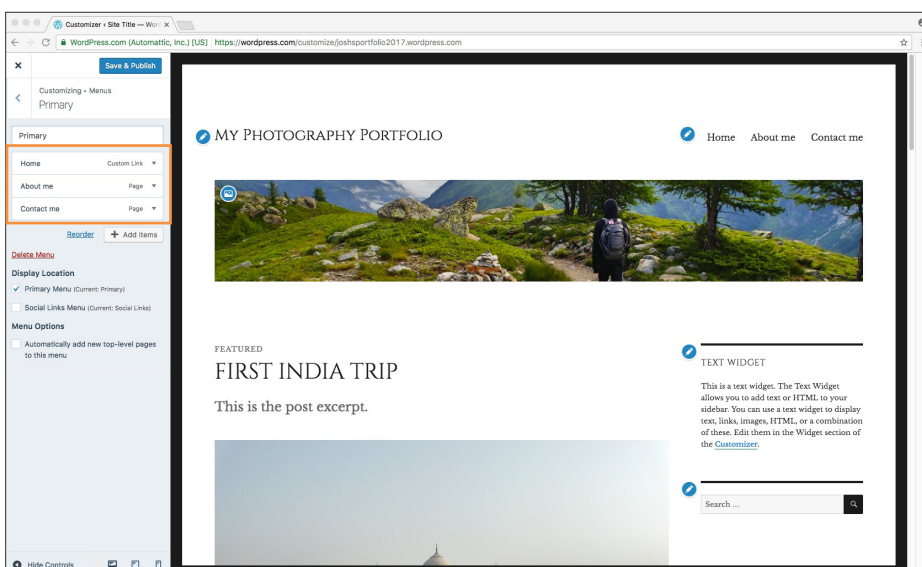 Customizer ‹ Site Title — Word
WordPress.com (Automattic, Inc.) [US] https://wordpress.com/customize/joshsportfolio2017.wordpress.com
Save & Publish
Customizing • Menus
Primary
Primary
Home Custom Link
About me Page
Contact me Page
Reorder + Add Items
Delete Menu
Display Location
Primary Menu (Current: Primary)
Social Links Menu (Current: Social Links)
Menu Options
Automatically add new top-level pages
to this menu
Hide Controls
My Photography Portfolio
Home About me Contact me
FEATURED
FIRST INDIA TRIP
This is the post excerpt.
TEXT WIDGET
This is a text widget. The Text Widget
allows you to add text or HTML to your
sidebar. You can use a text widget to display
text, links, images, HTML, or a combination
of these. Edit them in the Widget section of
the Customizer.
Search ...